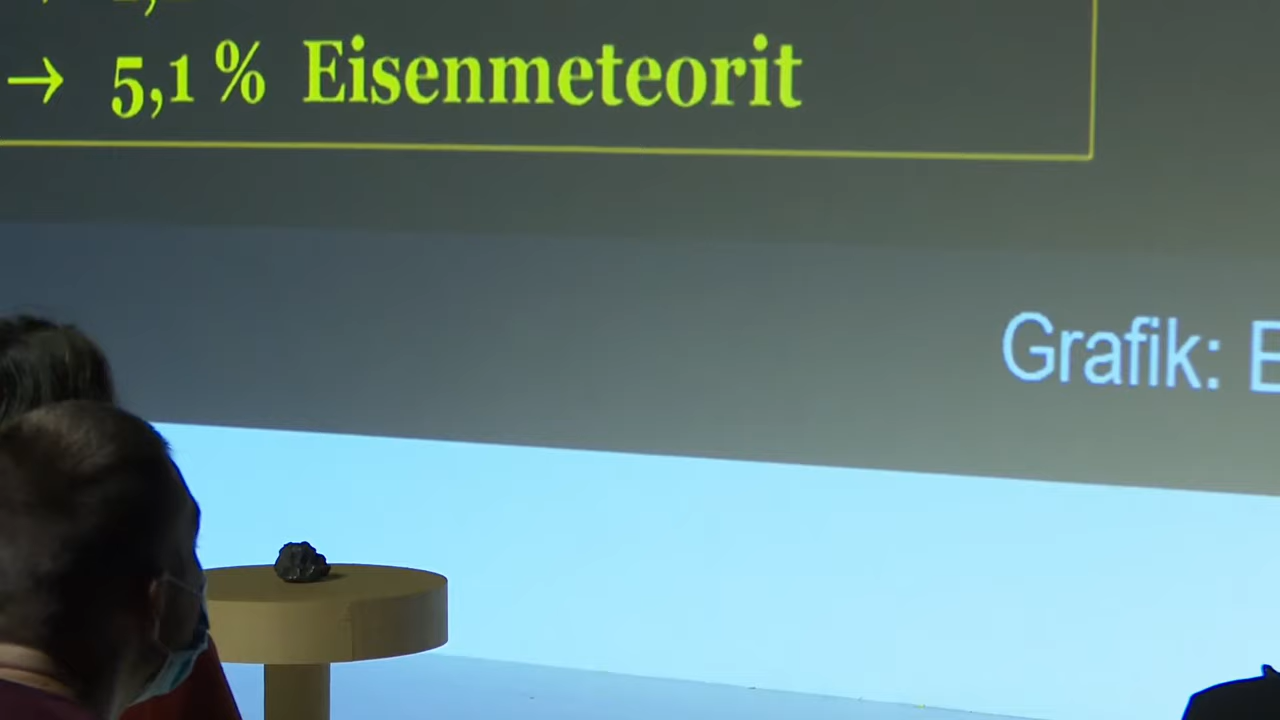 → 5,1 % Eisenmeteorit
Grafik: